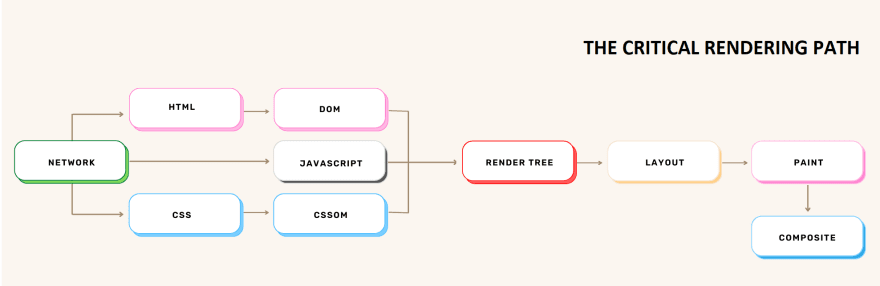 THE CRITICAL RENDERING PATH
HTML
DOM
NETWORK
JAVASCRIPT
RENDER TREE
LAYOUT
PAINT
CSS
CSSOM
COMPOSITE